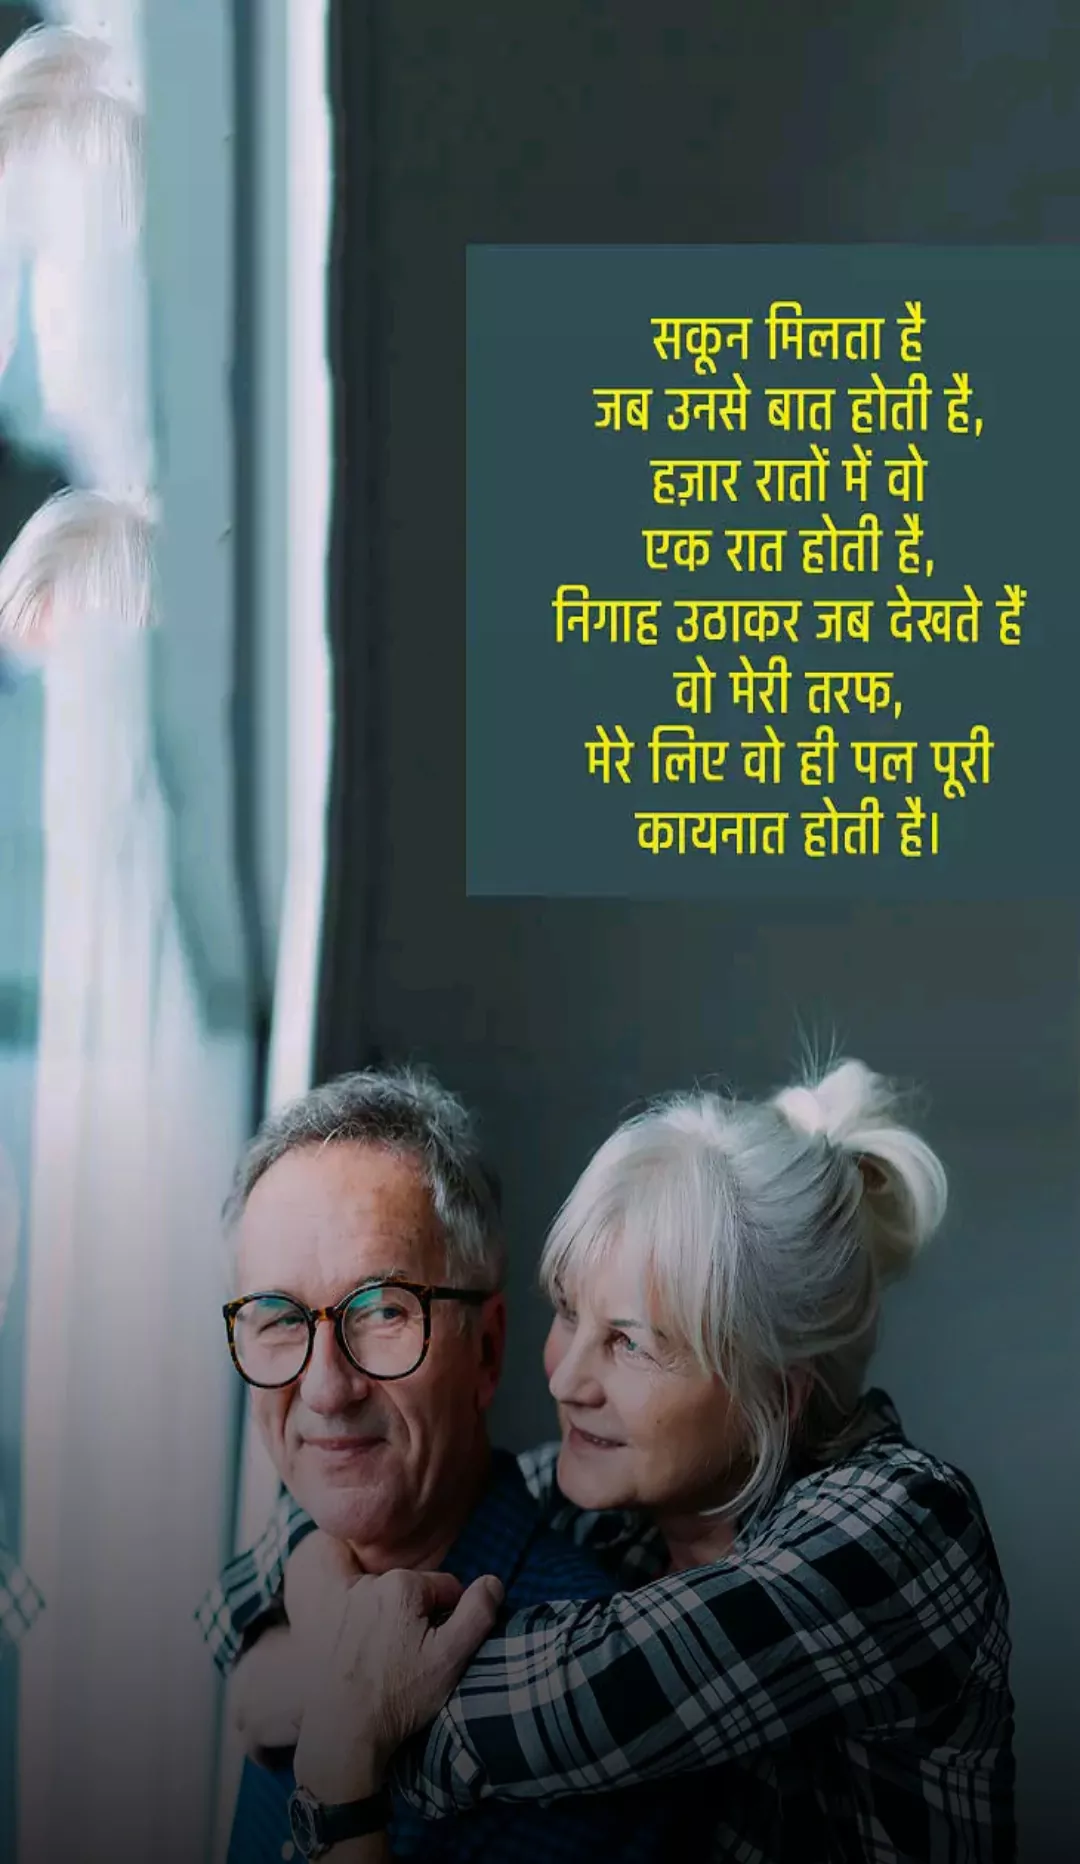 सकून मिलता है
जब उनसे बात होती है,
हज़ार रातों में वो
एक रात होती है,
निगाह उठाकर जब देखते हैं
वो मेरी तरफ,
मेरे लिए वो ही पल पूरी
कायनात होती है।